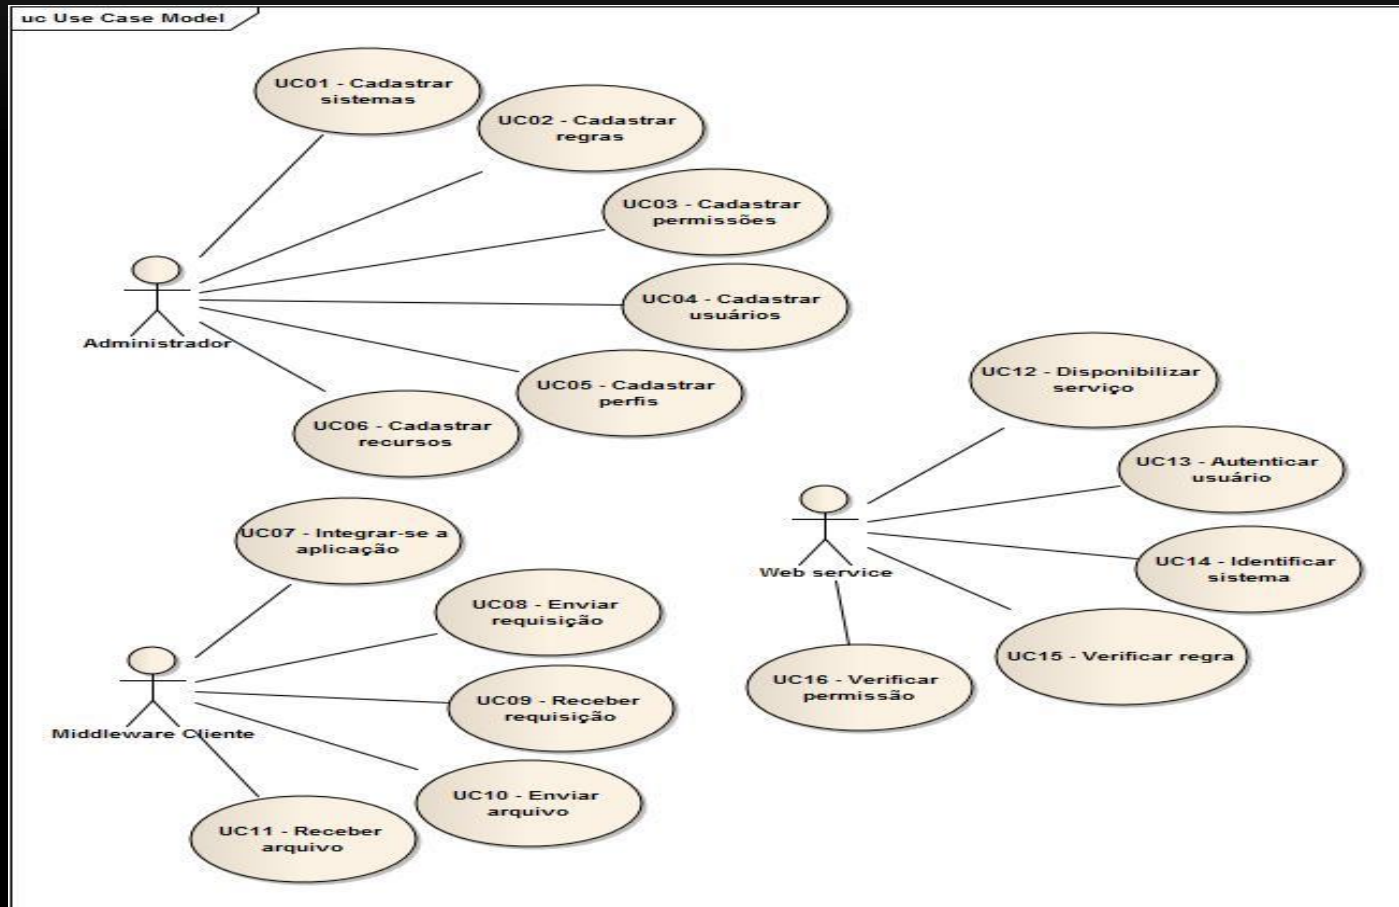 uc Use Case Model
UC01 - Cadastrar
sistemas
UC02 - Cadastrar
regras
UC03 - Cadastrar
permissões
UC04 - Cadastrar
usuários
Administrador
UC05 - Cadastrar
perfis
UC06 - Cadastrar
recursos
UC07 - Integrar-se a
aplicação
UC08 - Enviar
requisição
UC09 - Receber
requisição
Middleware Cliente
UC10 - Enviar
arquivo
UC11 - Receber
arquivo
UC12 - Disponibilizar
serviço
UC13 - Autenticar
usuário
UC14 - Identificar
sistema
Web service
UC15 - Verificar regra
UC16 - Verificar
permissão